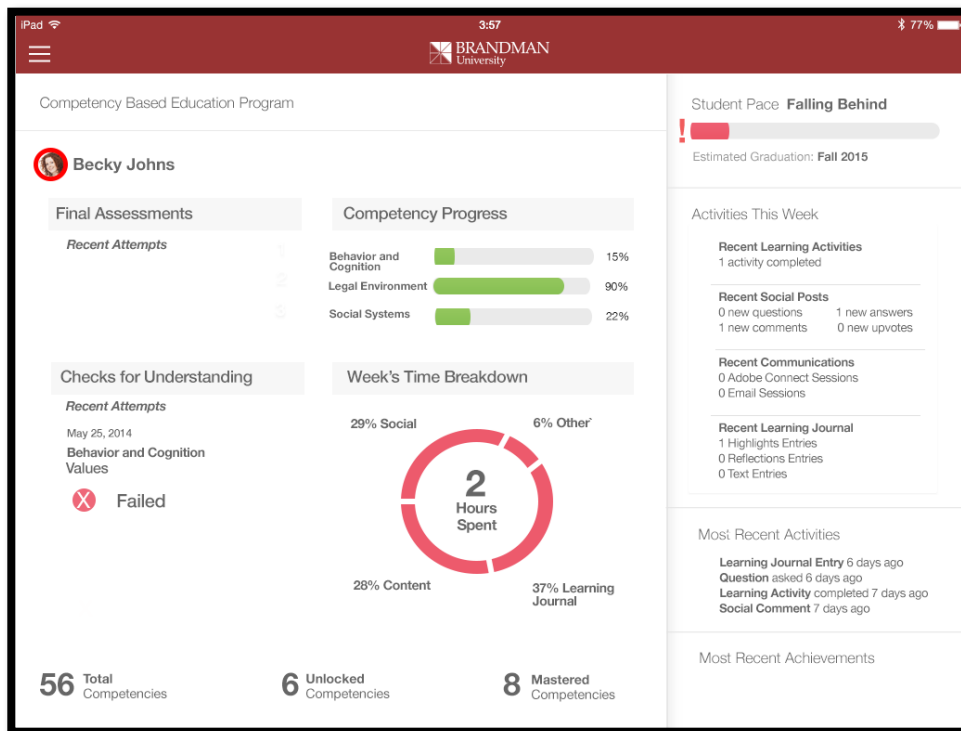 iPad
3:57
77%
BRANDMAN
University
Competency Based Education Program
Becky Johns
Final Assessments
Recent Attempts
1
2
3
Competency Progress
Behavior and
Cognition
15%
Legal Environment
90%
Social Systems
22%
Checks for Understanding
Recent Attempts
May 25, 2014
Behavior and Cognition
Values
X
Failed
Week's Time Breakdown
29% Social
6% Other
2
Hours
Spent
28% Content
37% Learning
Journal
56
Total
Competencies
6
Unlocked
Competencies
8
Mastered
Competencies
Student Pace Falling Behind
!
Estimated Graduation: Fall 2015
Activities This Week
Recent Learning Activities
1 activity completed
Recent Social Posts
0 new questions 1 new answers
1 new comments 0 new upvotes
Recent Communications
0 Adobe Connect Sessions
0 Email Sessions
Recent Learning Journal
1 Highlights Entries
0 Reflections Entries
0 Text Entries
Most Recent Activities
Learning Journal Entry 6 days ago
Question asked 6 days ago
Learning Activity completed 7 days ago
Social Comment 7 days ago
Most Recent Achievements